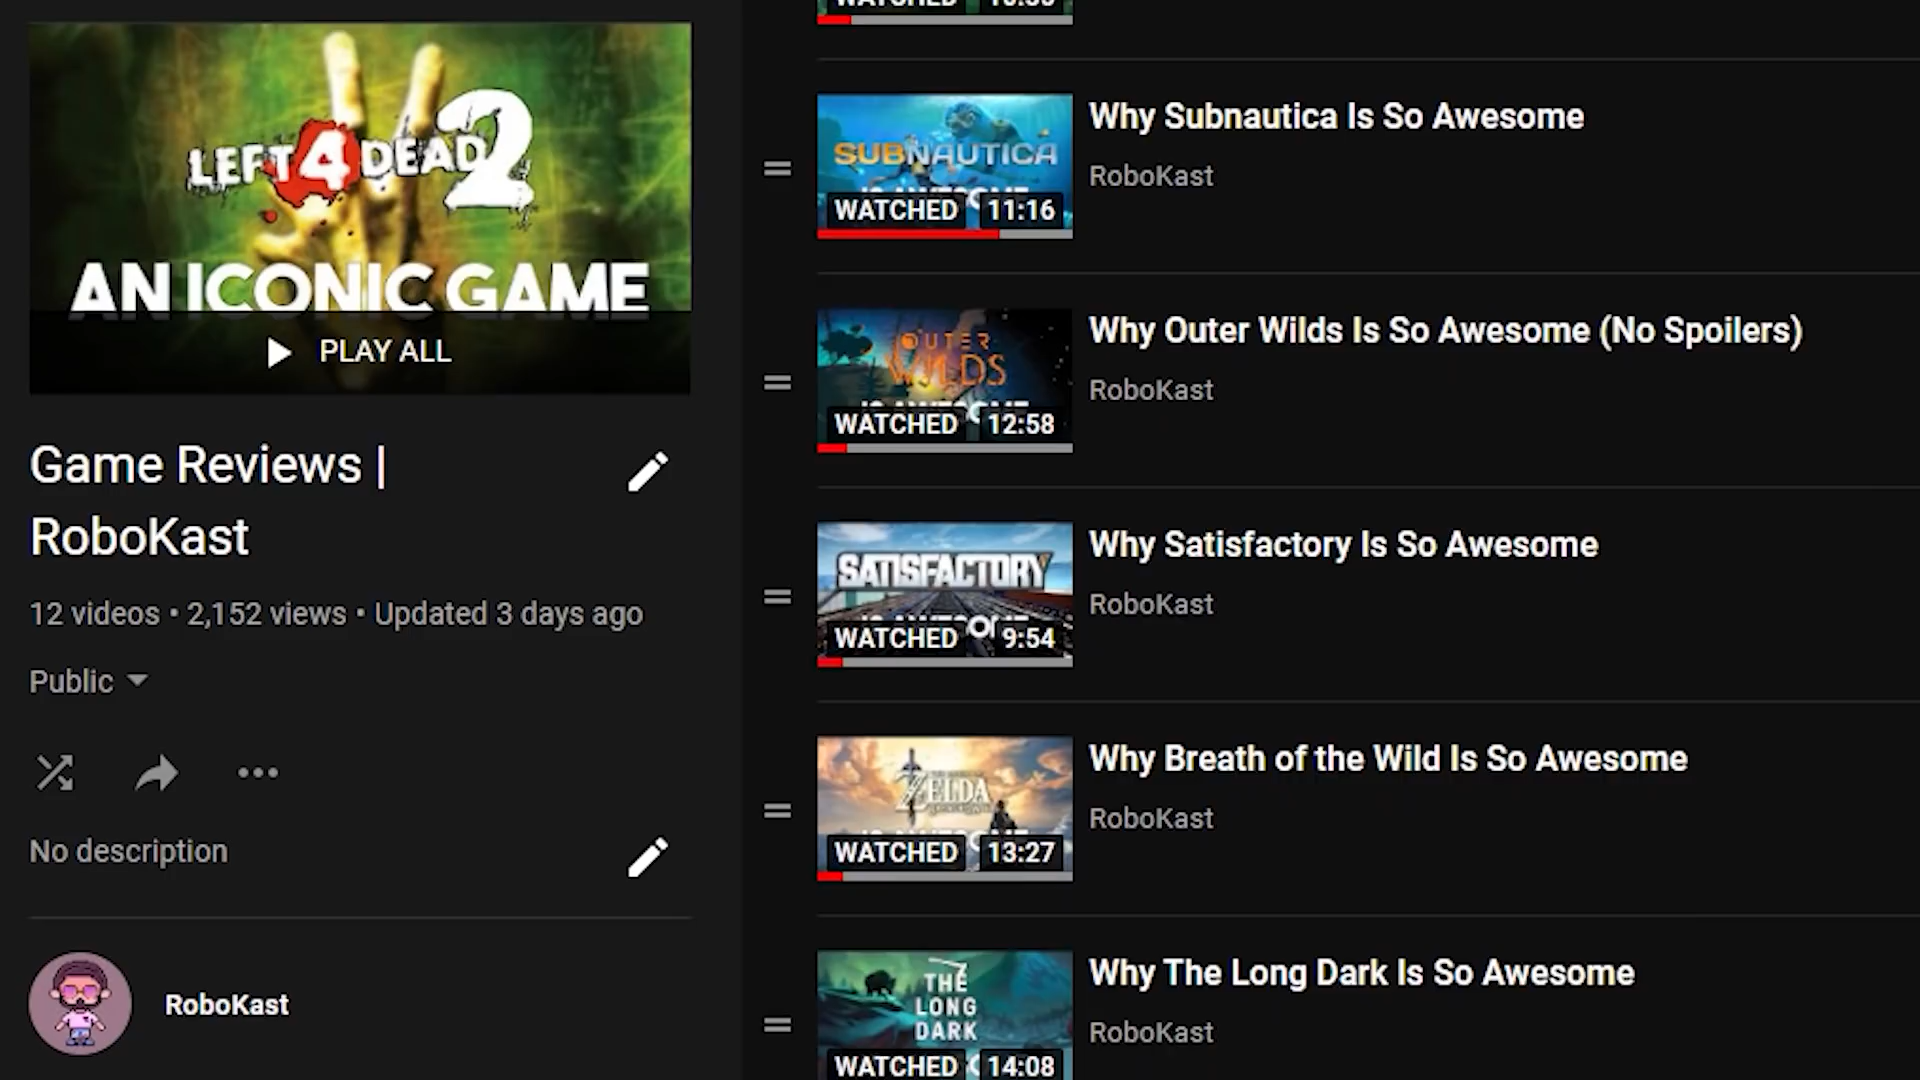 LEFT 4 DEAD 2
AN ICONIC GAME
PLAY ALL
Game Reviews |
RoboKast
12 videos • 2,152 views • Updated 3 days ago
Public
No description
RoboKast
WATCHED
SUBNAUTICA
WATCHED 11:16
Why Subnautica Is So Awesome
RoboKast
OUTER
WILDS
WATCHED 12:58
Why Outer Wilds Is So Awesome (No Spoilers)
RoboKast
SATISFACTORY
WATCHED 9:54
Why Satisfactory Is So Awesome
RoboKast
ZELDA
WATCHED 13:27
Why Breath of the Wild Is So Awesome
RoboKast
THE
LONG
DARK
WATCHED 14:08
Why The Long Dark Is So Awesome
RoboKast